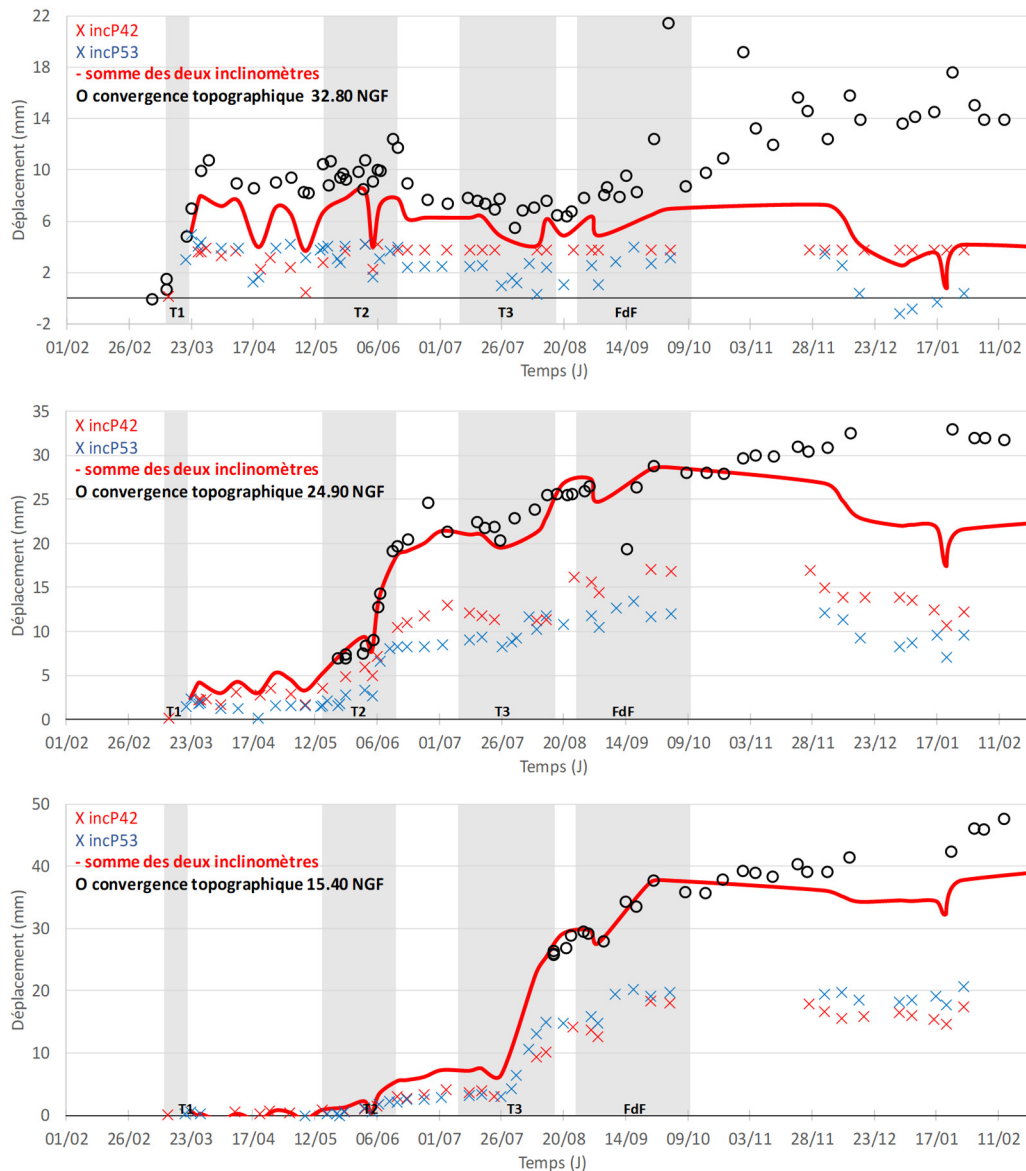 22
18
14
10
6
2
-2
Déplacement (mm)
X incP42
X incP53
- somme des deux inclinomètres
O convergence topographique 32.80 NGF
T1
T2
T3
FdF
01/02 26/02 23/03 17/04 12/05 06/06 01/07 26/07 20/08 14/09 09/10 03/11 28/11 23/12 17/01 11/02
Temps (J)
35
30
25
20
15
10
5
0
Déplacement (mm)
X incP42
X incP53
- somme des deux inclinomètres
O convergence topographique 24.90 NGF
T1
T2
T3
FdF
01/02 26/02 23/03 17/04 12/05 06/06 01/07 26/07 20/08 14/09 09/10 03/11 28/11 23/12 17/01 11/02
Temps (J)
50
40
30
20
10
0
Déplacement (mm)
X incP42
X incP53
- somme des deux inclinomètres
O convergence topographique 15.40 NGF
T1
T2
T3
FdF
01/02 26/02 23/03 17/04 12/05 06/06 01/07 26/07 20/08 14/09 09/10 03/11 28/11 23/12 17/01 11/02
Temps (J)